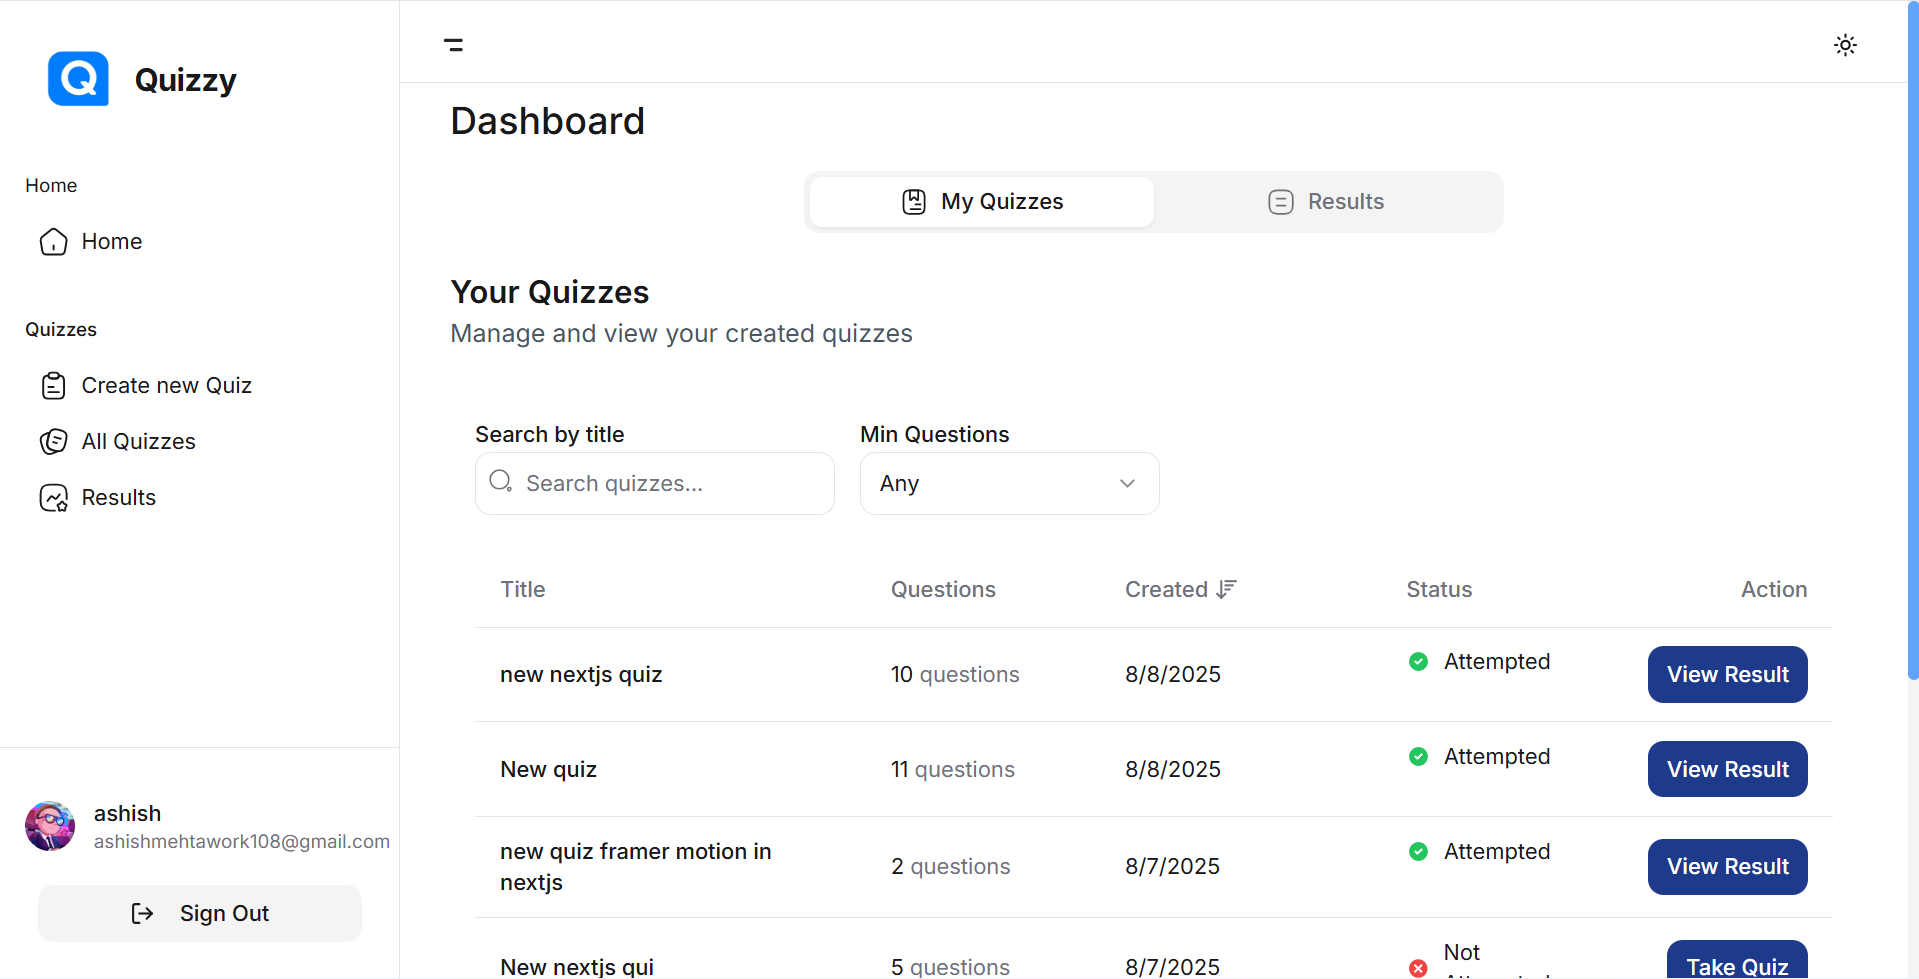 Quizzy
Home
Home
Quizzes
Create new Quiz
All Quizzes
Results
ashish
ashishmehtawork108@gmail.com
Sign Out
Dashboard
My Quizzes
Results
Your Quizzes
Manage and view your created quizzes
Search by title
Min Questions
Search quizzes...
Any
Title
Questions
Created
Status
Action
new nextjs quiz
10 questions
8/8/2025
Attempted
View Result
New quiz
11 questions
8/8/2025
Attempted
View Result
new quiz framer motion in
nextjs
2 questions
8/7/2025
Attempted
View Result
New nextjs qui
5 questions
8/7/2025
Not
Take Quiz